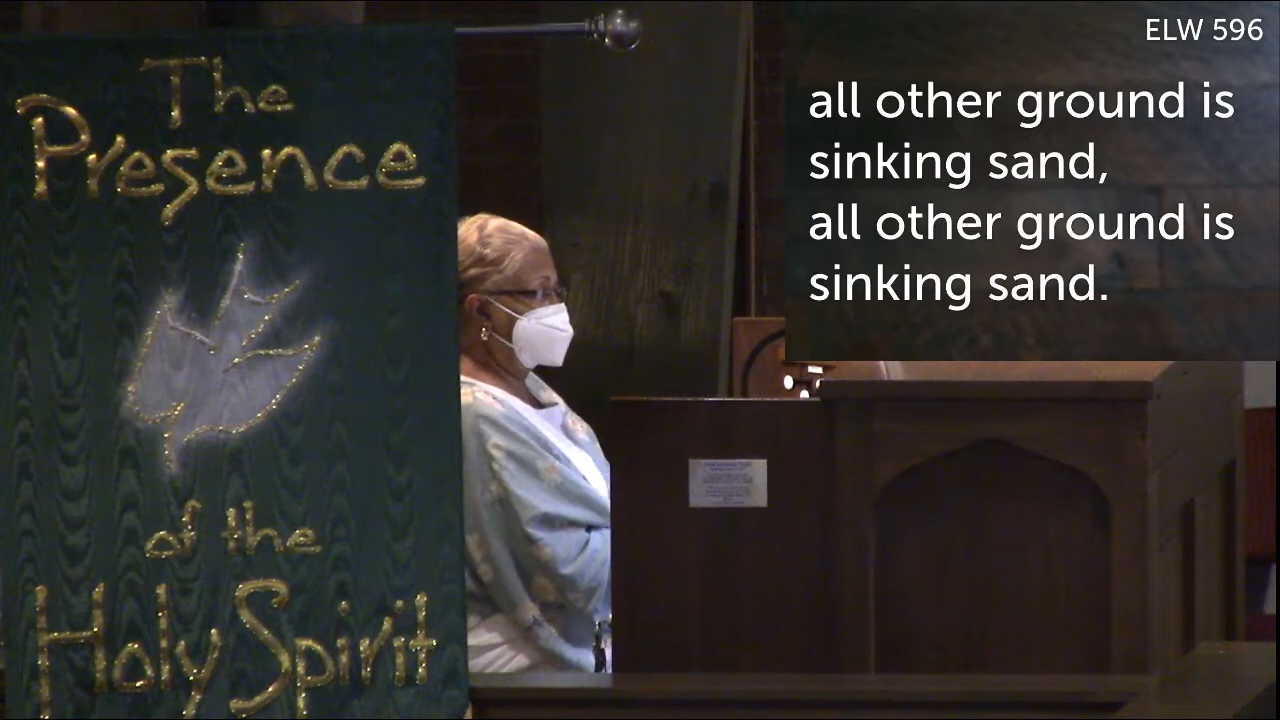 The
Presence
of the
Holy Spirit
ELW 596
all other ground is
sinking sand,
all other ground is
sinking sand.